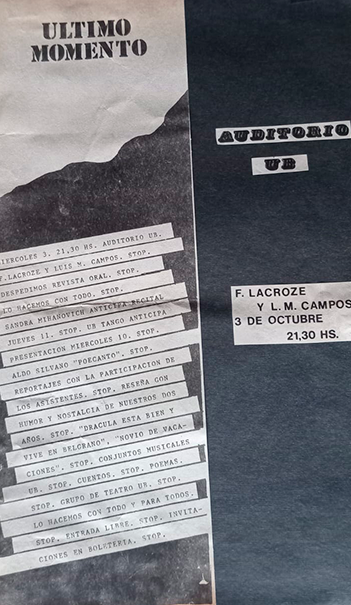 ULTIMO
MOMENTO
MIERCOLES 3. 21,30 HS. AUDITORIO UB.
F.LACROZE Y LUIS M. CAMPOS. STOP.
DESPEDIMOS REVISTA ORAL. STOP.
LO HACEMOS CON TODO. STOP.
SANDRA MIHANOVICH ANTICIPA RECITAL
JUEVES 11. STOP. UB TANGO ANTICIPA
PRESENTACION MIERCOLES 10. STOP.
ALDO SILVANO "POECANTO". STOP.
REPORTAJES CON LA PARTICIPACION DE
LOS ASISTENTES. STOP. RESEÑA CON
HUMOR Y NOSTALGIA DE NUESTROS DOS
AÑOS. STOP. "DRACULA ESTA BIEN Y
VIVE EN BELGRANO", "NOVIO DE VACA-
CIONES". STOP. CONJUNTOS MUSICALES
UB. STOP. CUENTOS. STOP. POEMAS.
STOP. GRUPO DE TEATRO UB. STOP.
LO HACEMOS CON TODO Y PARA TODOS.
STOP. ENTRADA LIBRE. STOP. INVITA-
CIONES EN BOLETERIA. STOP.
AUDITORIO
UB
F. LACROZE
Y L. M. CAMPOS
3 DE OCTUBRE
21,30 HS.